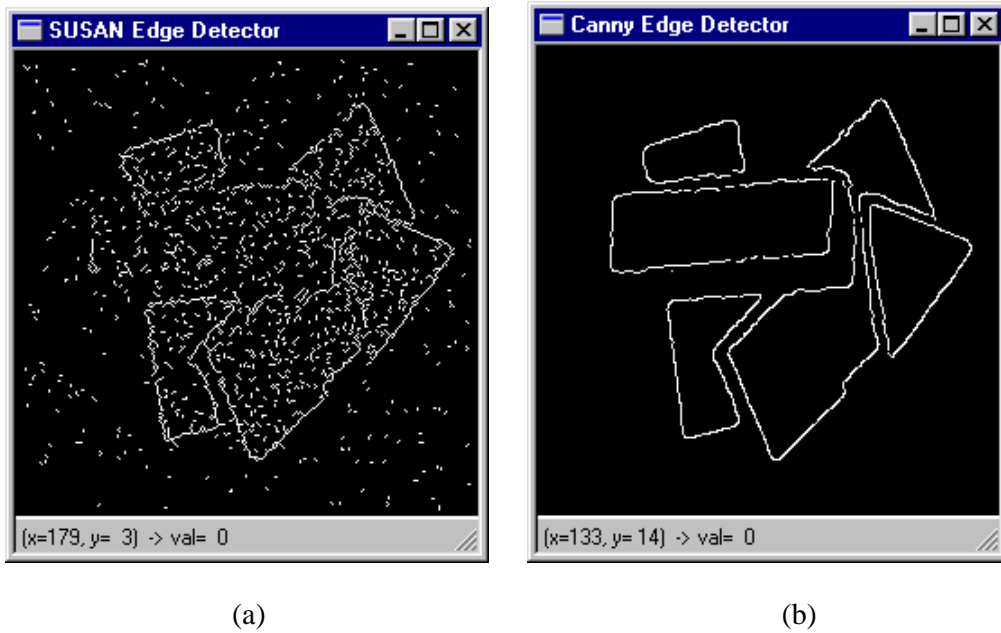 SUSAN Edge Detector
Canny Edge Detector
(x=179, y= 3) -> val= 0
(x=133, y= 14) -> val= 0
(a)
(b)